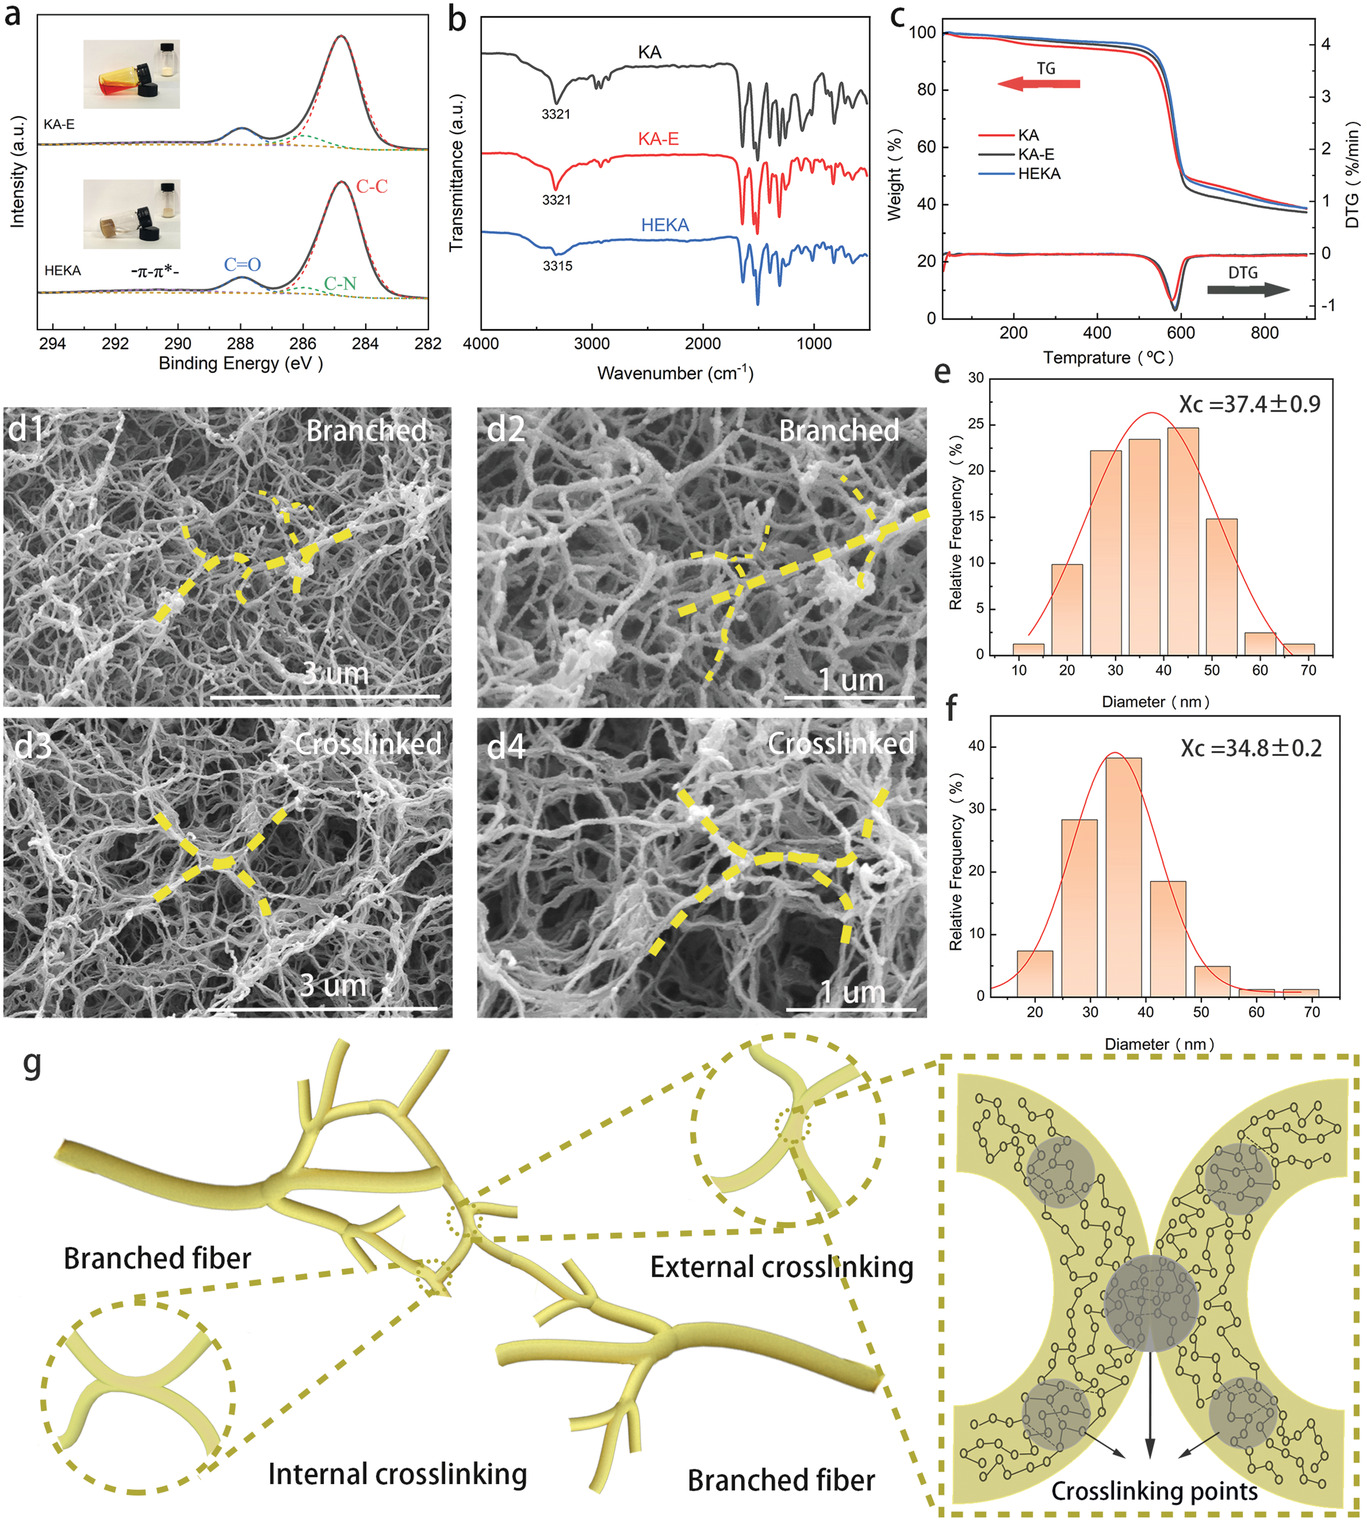 a
Intensity (a.u.)
KA-E
HEKA
-π-π*-
C=O
C-N
C-C
294 292 290 288 286 284 282
Binding Energy (eV )
b
Transmittance (a.u.)
KA
3321
KA-E
3321
HEKA
3315
4000 3000 2000 1000
Wavenumber (cm-1)
c
Weight ( % )
100
80
60
40
20
0
TG
KA
KA-E
HEKA
DTG
4
3
2
1
0
-1
DTG ( %/min)
200 400 600 800
Temprature ( ºC )
d1
Branched
3 um
d2
Branched
1 um
d3
Crosslinked
3 um
d4
Crosslinked
1 um
e
Xc =37.4±0.9
Relative Frequency ( %)
30
25
20
15
10
5
0
10 20 30 40 50 60 70
Diameter ( nm)
f
Xc =34.8±0.2
Relative Frequency ( %)
40
30
20
10
0
20 30 40 50 60 70
Diameter ( nm)
g
Branched fiber
External crosslinking
Internal crosslinking
Branched fiber
Crosslinking points